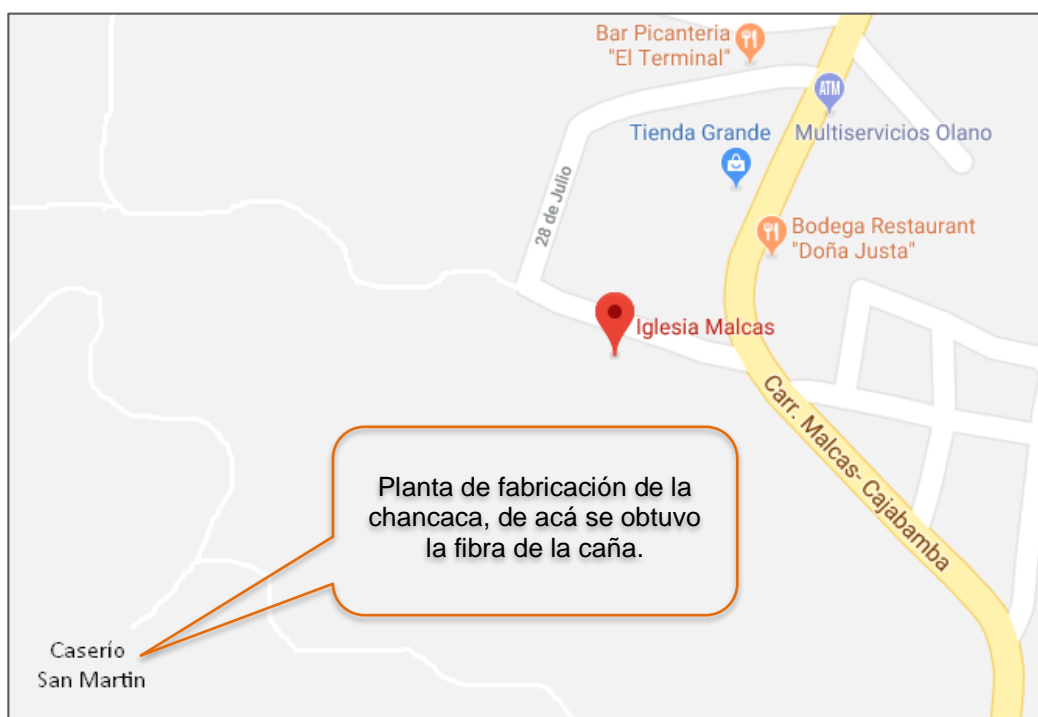 Bar Picanteria
"El Terminal"
ATM
Tienda Grande
Multiservicios Olano
28 de Julio
Bodega Restaurant
"Doña Justa"
Iglesia Malcas
Carr. Malcas- Cajabamba
Planta de fabricación de la
chancaca, de acá se obtuvo
la fibra de la caña.
Caserío
San Martin